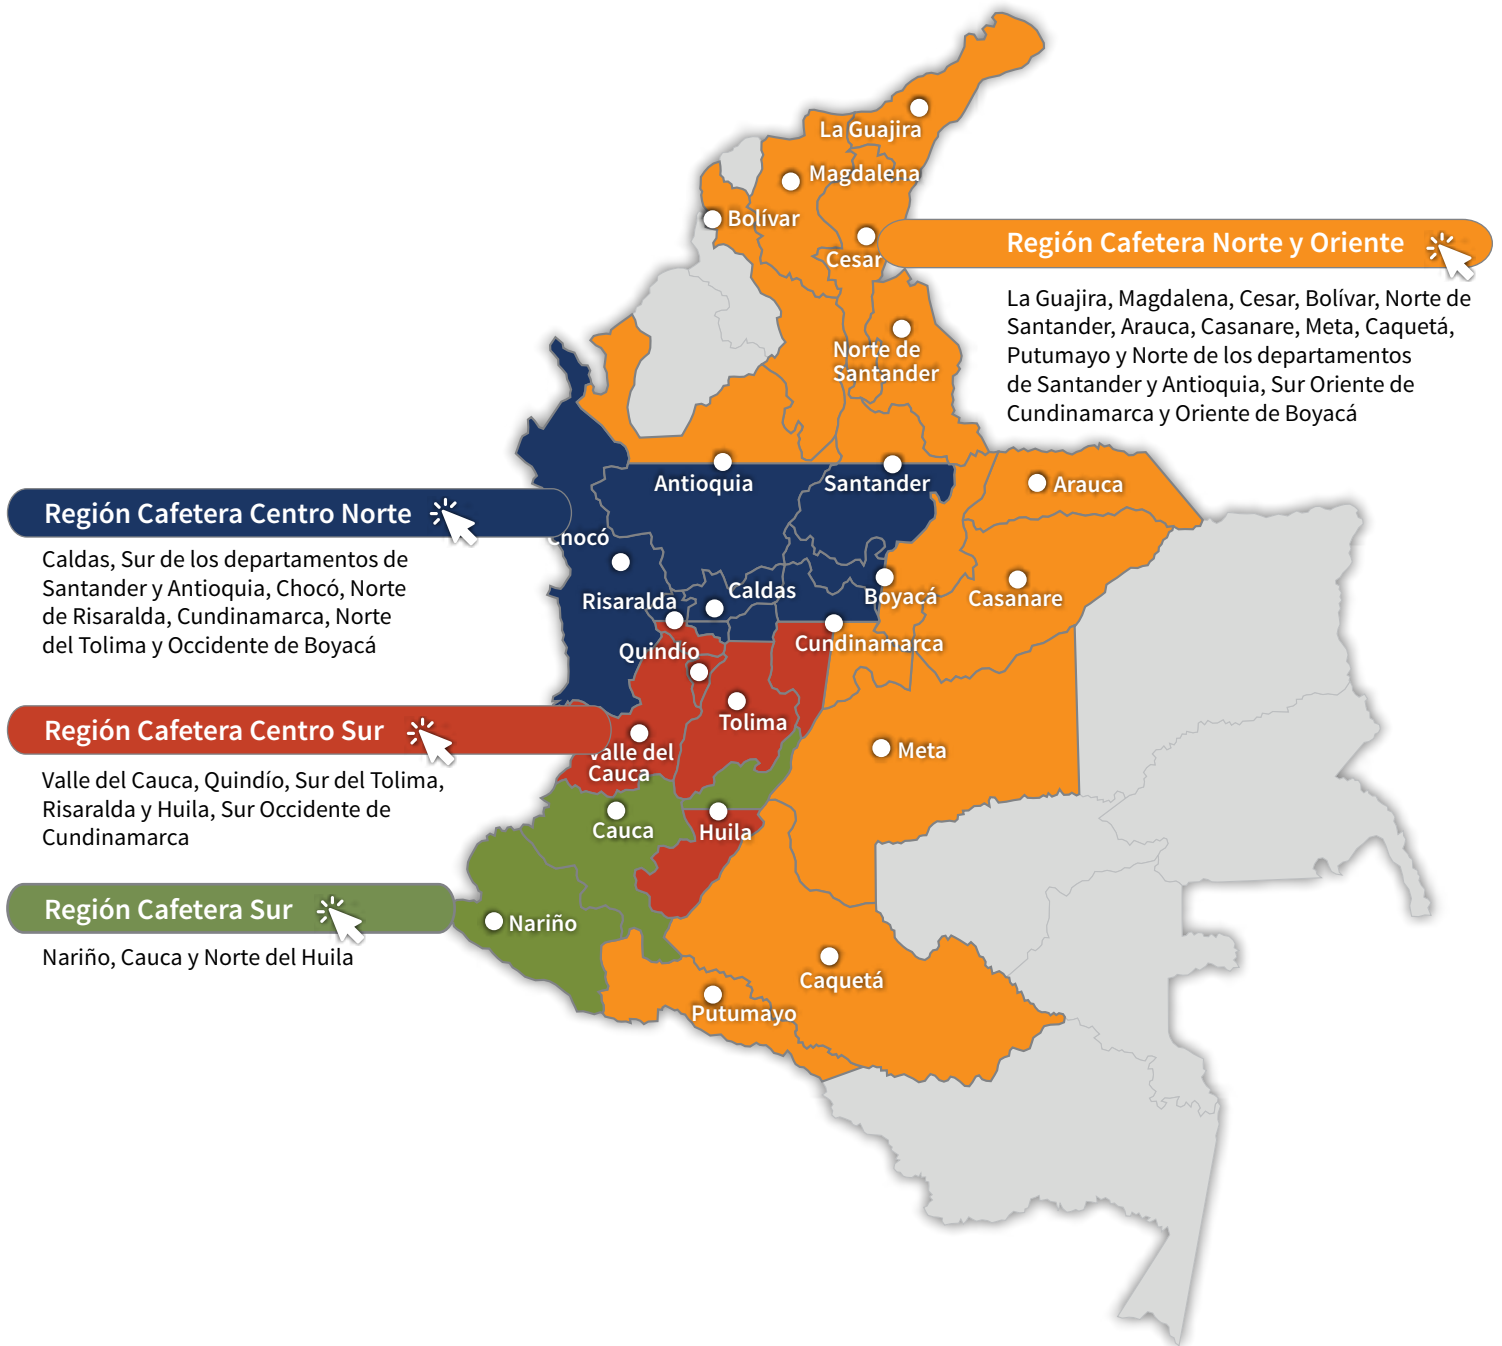 La Guajira
Magdalena
Bolívar
Cesar
Región Cafetera Norte y Oriente
La Guajira, Magdalena, Cesar, Bolívar, Norte de
Santander, Arauca, Casanare, Meta, Caquetá,
Putumayo y Norte de los departamentos
de Santander y Antioquia, Sur Oriente de
Cundinamarca y Oriente de Boyacá
Norte de
Santander
Antioquia
Santander
Arauca
Región Cafetera Centro Norte
Caldas, Sur de los departamentos de
Santander y Antioquia, Chocó, Norte
de Risaralda, Cundinamarca, Norte
del Tolima y Occidente de Boyacá
Chocó
Risaralda
Caldas
Boyacá
Casanare
Quindío
Cundinamarca
Región Cafetera Centro Sur
Valle del Cauca, Quindío, Sur del Tolima,
Risaralda y Huila, Sur Occidente de
Cundinamarca
Tolima
Valle del
Cauca
Meta
Cauca
Huila
Región Cafetera Sur
Nariño, Cauca y Norte del Huila
Nariño
Caquetá
Putumayo